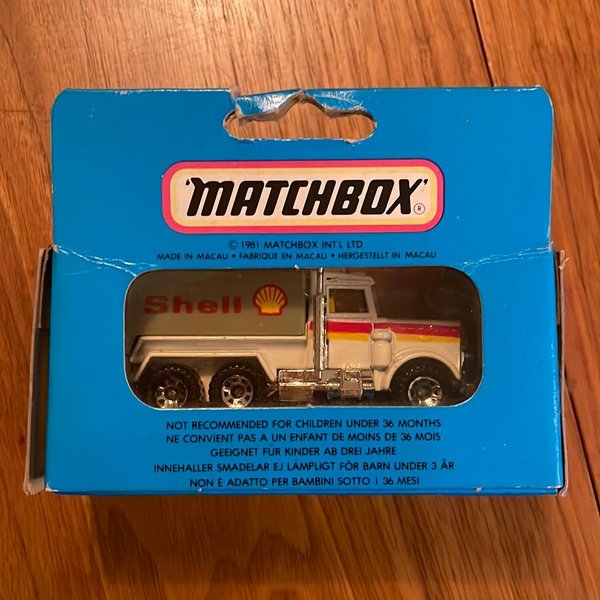 'MATCHBOX'®
© 1981 MATCHBOX INT'L LTD.
MADE IN MACAU • FABRIQUE EN MACAU • HERGESTELLT IN MACAU
Shell
NOT RECOMMENDED FOR CHILDREN UNDER 36 MONTHS
NE CONVIENT PAS A UN ENFANT DE MOINS DE 36 MOIS
GEEIGNET FÜR KINDER AB DREI JAHRE
INNEHALLER SMADELAR EJ LÄMPLIGT FÖR BARN UNDER 3 ÅR
NON È ADATTO PER BAMBINI SOTTO I 36 MESI